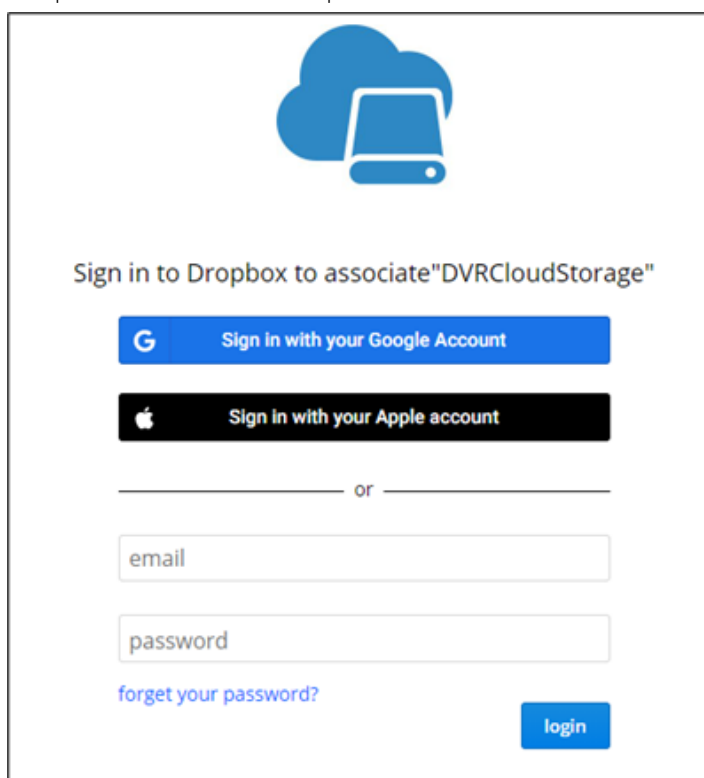 Sign in to Dropbox to associate"DVRCloudStorage"
G Sign in with your Google Account
Sign in with your Apple account
or
email
password
forget your password?
login